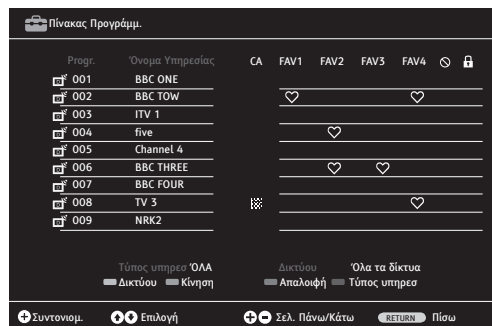 Πίνακας Προγράμμ.
Progr. Όνομα Υπηρεσίας CA FAV1 FAV2 FAV3 FAV4
001 BBC ONE
002 BBC TOW
003 ITV 1
004 five
005 Channel 4
006 BBC THREE
007 BBC FOUR
008 TV 3
009 NRK2
Τύπος υπηρεσ ΌΛΑ Δικτύου Όλα τα δίκτυα
Δικτύου Κίνηση Απαλοιφή Τύπος υπηρεσ
Συντονιομ. Επιλογή Σελ. Πάνω/Κάτω RETURN Πίσω